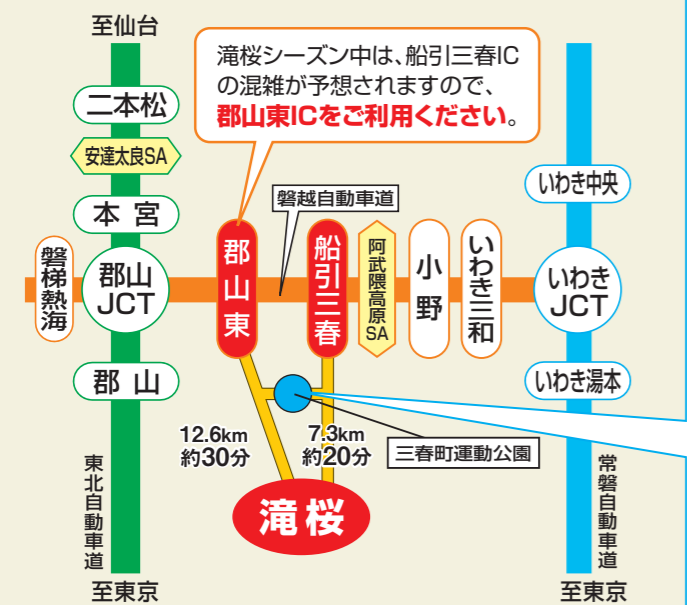 至仙台
滝桜シーズン中は、船引三春IC
の混雑が予想されますので、
郡山東ICをご利用ください。
二本松
安達太良SA
本宮
磐越自動車道
いわき中央
磐梯熱海
郡山
JCT
郡山東
船引三春
阿武隈高原SA
小野
いわき三和
いわき
JCT
郡山
いわき湯本
12.6km
約30分
7.3km
約20分
三春町運動公園
滝桜
東北自動車道
常磐自動車道
至東京
至東京